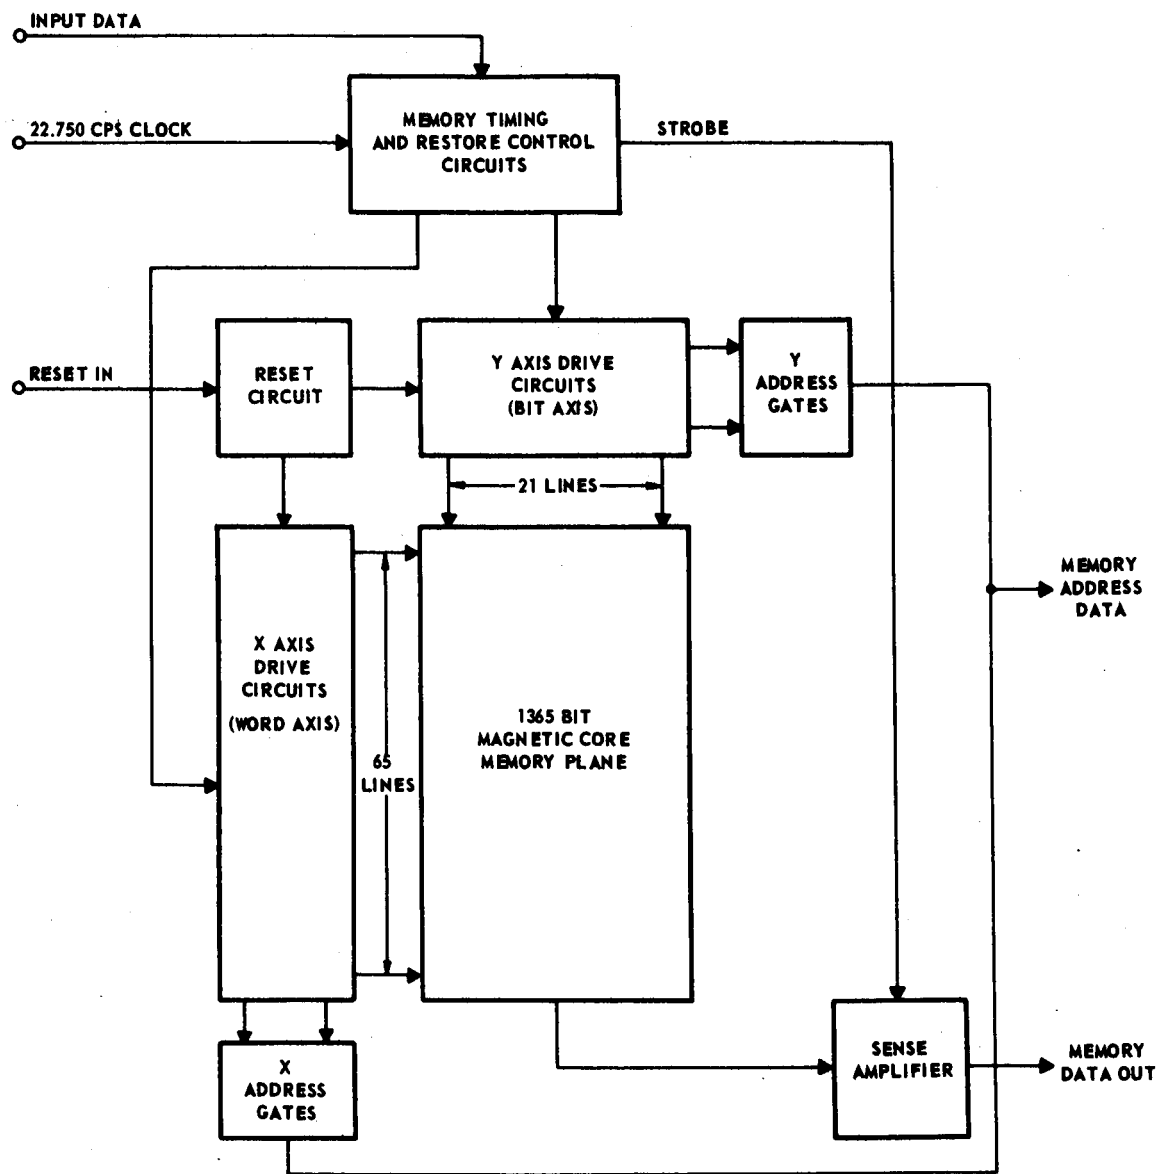 INPUT DATA
22.750 CPS CLOCK
MEMORY TIMING
AND RESTORE CONTROL
CIRCUITS
STROBE
RESET IN
RESET
CIRCUIT
Y AXIS DRIVE
CIRCUITS
(BIT AXIS)
Y
ADDRESS
GATES
21 LINES
X AXIS
DRIVE
CIRCUITS
(WORD AXIS)
65
LINES
1365 BIT
MAGNETIC CORE
MEMORY PLANE
MEMORY
ADDRESS
DATA
X
ADDRESS
GATES
SENSE
AMPLIFIER
MEMORY
DATA OUT